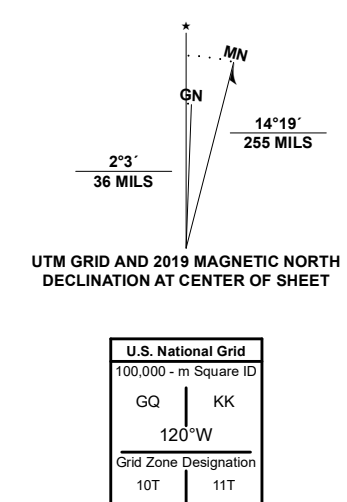 ★
MN
GN
14°19´
255 MILS
2°3´
36 MILS
UTM GRID AND 2019 MAGNETIC NORTH
DECLINATION AT CENTER OF SHEET
U.S. National Grid
100,000 - m Square ID
GQ KK
120°W
Grid Zone Designation
10T 11T